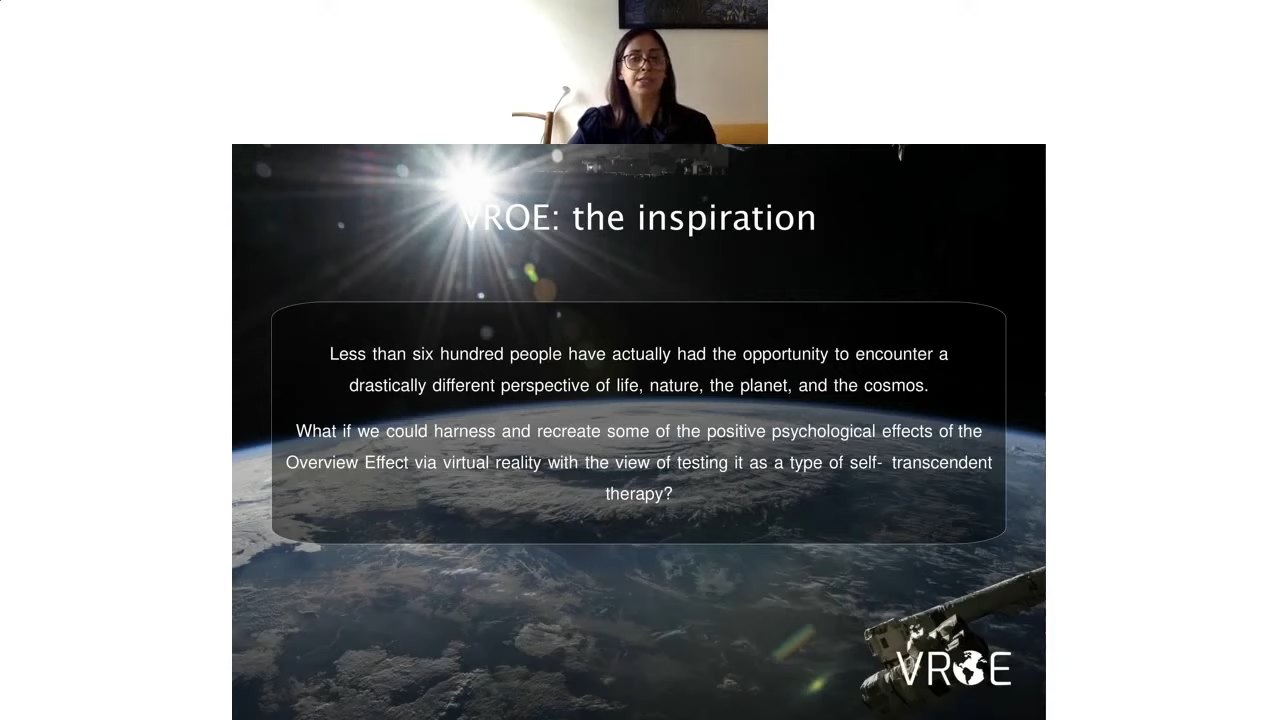 VROE: the inspiration
Less than six hundred people have actually had the opportunity to encounter a
drastically different perspective of life, nature, the planet, and the cosmos.
What if we could harness and recreate some of the positive psychological effects of the
Overview Effect via virtual reality with the view of testing it as a type of self- transcendent
therapy?
VROE